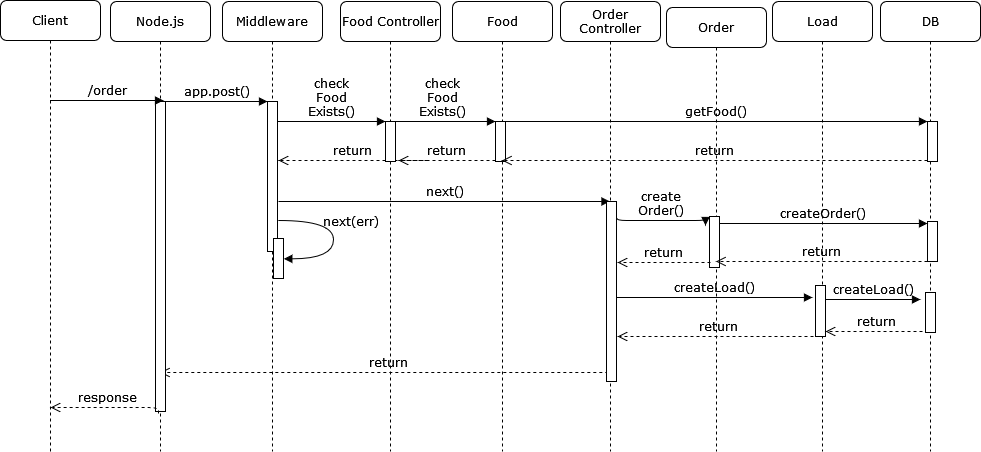 Client
Node.js
Middleware
Food Controller
Food
Order
Controller
Order
Load
DB
/order
app.post()
check
Food
Exists()
check
Food
Exists()
getFood()
return
return
return
next()
create
Order()
createOrder()
next(err)
return
return
createLoad()
createLoad()
return
return
return
response